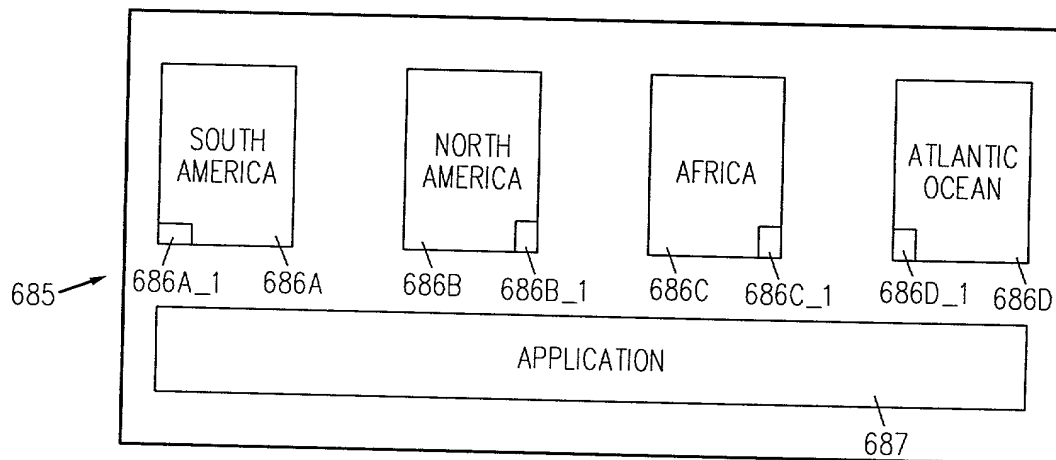 SOUTH
AMERICA
NORTH
AMERICA
AFRICA
ATLANTIC
OCEAN
686A_1
686A
686B
686B_1
686C
686C_1
686D_1
686D
685
APPLICATION
687